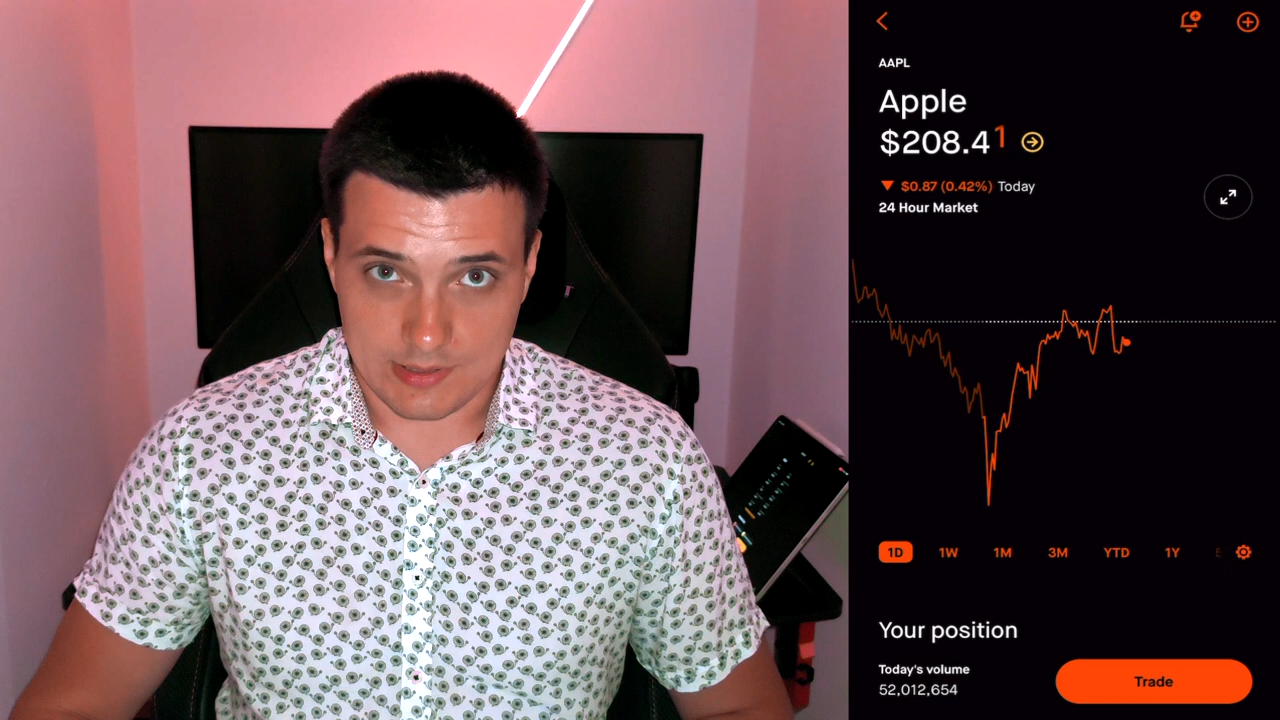 AAPL
Apple
$208.41
$0.87 (0.42%) Today
24 Hour Market
1D 1W 1M 3M YTD 1Y
Your position
Today's volume
52,012,654
Trade